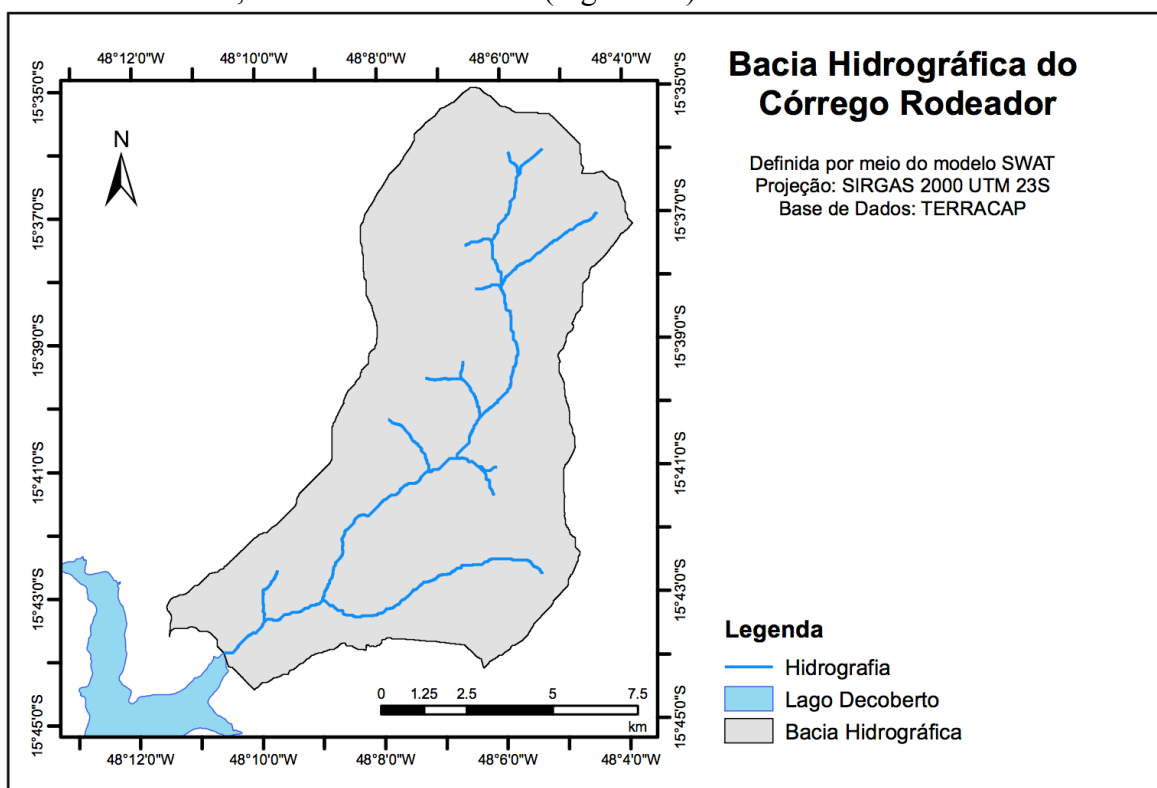 48°12'0"W 48°10'0"W 48°8'0"W 48°6'0"W 48°4'0"W
Bacia Hidrográfica do
Córrego Rodeador
Definida por meio do modelo SWAT
Projeção: SIRGAS 2000 UTM 23S
Base de Dados: TERRACAP
N
15°35'0"S
15°37'0"S
15°39'0"S
15°41'0"S
15°43'0"S
15°45'0"S
15°35'0"S
15°37'0"S
15°39'0"S
15°41'0"S
15°43'0"S
15°45'0"S
0 1.25 2.5 5 7.5
km
48°12'0"W 48°10'0"W 48°8'0"W 48°6'0"W 48°4'0"W
Legenda
Hidrografia
Lago Decoberto
Bacia Hidrográfica